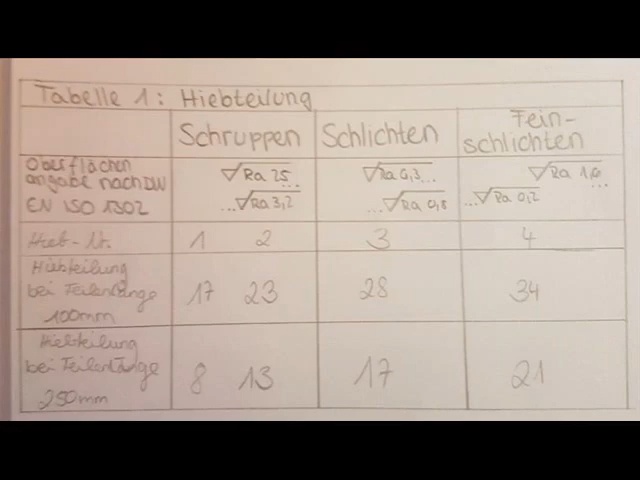 Tabelle 1: Hiebteilung
Schruppen Schlichten Fein-
schlichten
Oberflächen
angabe nach DIN
EN ISO 1302
√Ra 25 ...
... √Ra 3,2
√Ra 6,3 ...
... √Ra 0,8
√Ra 1,6 ...
... √Ra 0,2
Hieb-Nr. 1 2 3 4
Hiebteilung
bei Feilenlänge
100mm
17 23 28 34
Hiebteilung
bei Feilenlänge
250mm
8 13 17 21